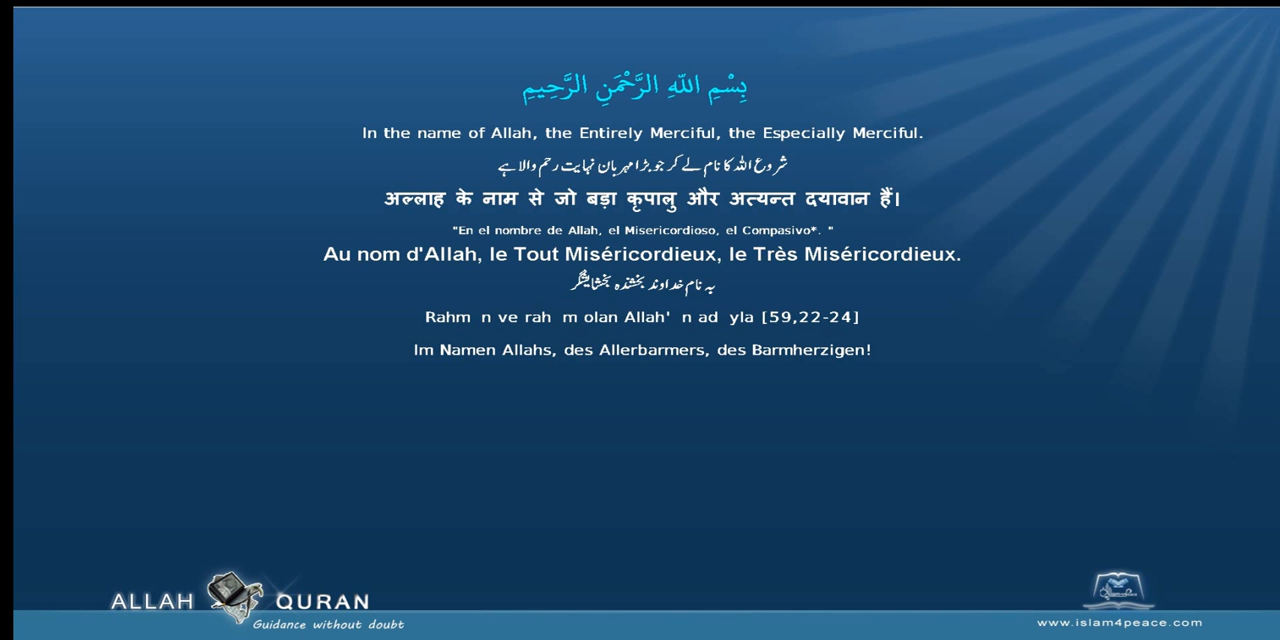 بِسْمِ اللَّهِ الرَّحْمَنِ الرَّحِيمِ
In the name of Allah, the Entirely Merciful, the Especially Merciful.
شروع الله کا نام لے کر جو بڑا مہربان نہایت رحم والا ہے
अल्लाह के नाम से जो बड़ा कृपालु और अत्यन्त दयावान हैं।
"En el nombre de Allah, el Misericordioso, el Compasivo*. "
Au nom d'Allah, le Tout Miséricordieux, le Très Miséricordieux.
به نام خداوند بخشنده بخشایشگر
Rahm n ve rah m olan Allah' n ad yla [59,22-24]
Im Namen Allahs, des Allerbarmers, des Barmherzigen!
ALLAH QURAN
Guidance without doubt
www.islam4peace.com